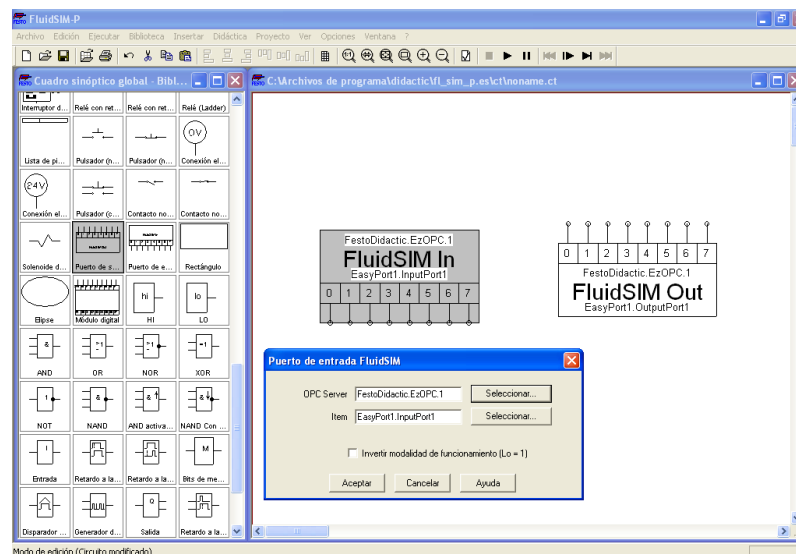 FluidSIM-P
Archivo Edición Ejecutar Biblioteca Insertar Didáctica Proyecto Ver Opciones Ventana ?
Cuadro sinóptico global - Bibl...
Interruptor d... Relé con ret... Relé con ret... Relé (Ladder)
0V
Lista de pi... Pulsador (n... Pulsador (n... Conexión el...
24V
Conexión el... Pulsador (c... Contacto no... Contacto no...
Solenoide d... Puerto de s... Puerto de e... Rectángulo
hi lo
Elipse Módulo digital HI LO
& ≥1 ≥1 =1
AND OR NOR XOR
1 & & &
NOT NAND AND activa... NAND Con ...
I M
Entrada Retardo a la... Retardo a la... Bits de me...
Q
Disparador ... Generador d... Salida Retardo a la...
C:\Archivos de programa\didactic\fl_sim_p.es\ct\noname.ct
FestoDidactic.EzOPC.1
FluidSIM In
EasyPort1.InputPort1
0 1 2 3 4 5 6 7
0 1 2 3 4 5 6 7
FestoDidactic.EzOPC.1
FluidSIM Out
EasyPort1.OutputPort1
Puerto de entrada FluidSIM
OPC Server FestoDidactic.EzOPC.1 Seleccionar...
Item EasyPort1.InputPort1 Seleccionar...
Invertir modalidad de funcionamiento (Lo = 1)
Aceptar Cancelar Ayuda
Modo de edición (Circuito modificado)